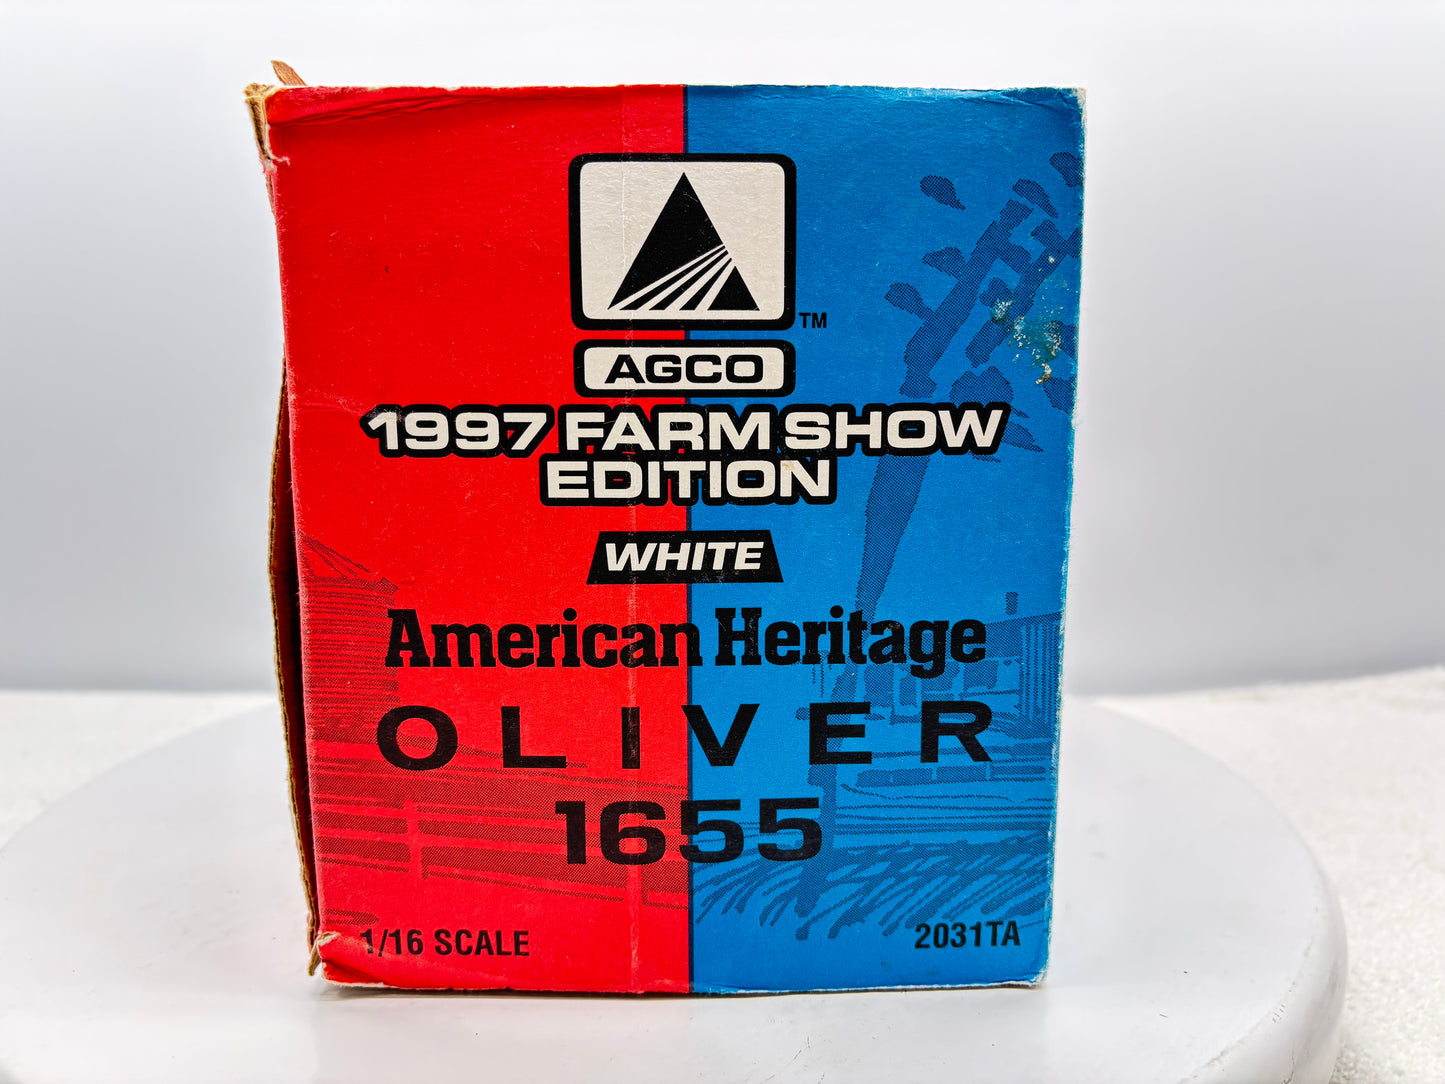 TM
AGCO
1997 FARM SHOW
EDITION
WHITE
American Heritage
OLIVER
1655
1/16 SCALE
2031TA